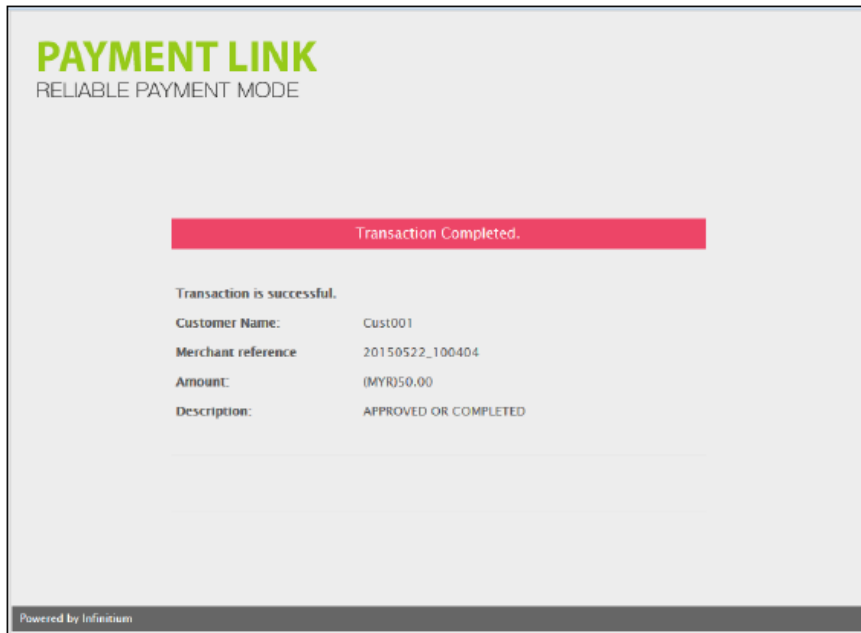 PAYMENT LINK
RELIABLE PAYMENT MODE
Transaction Completed.
Transaction is successful.
Customer Name: Cust001
Merchant reference 20150522_100404
Amount: (MYR)50.00
Description: APPROVED OR COMPLETED
Powered by Infinitium